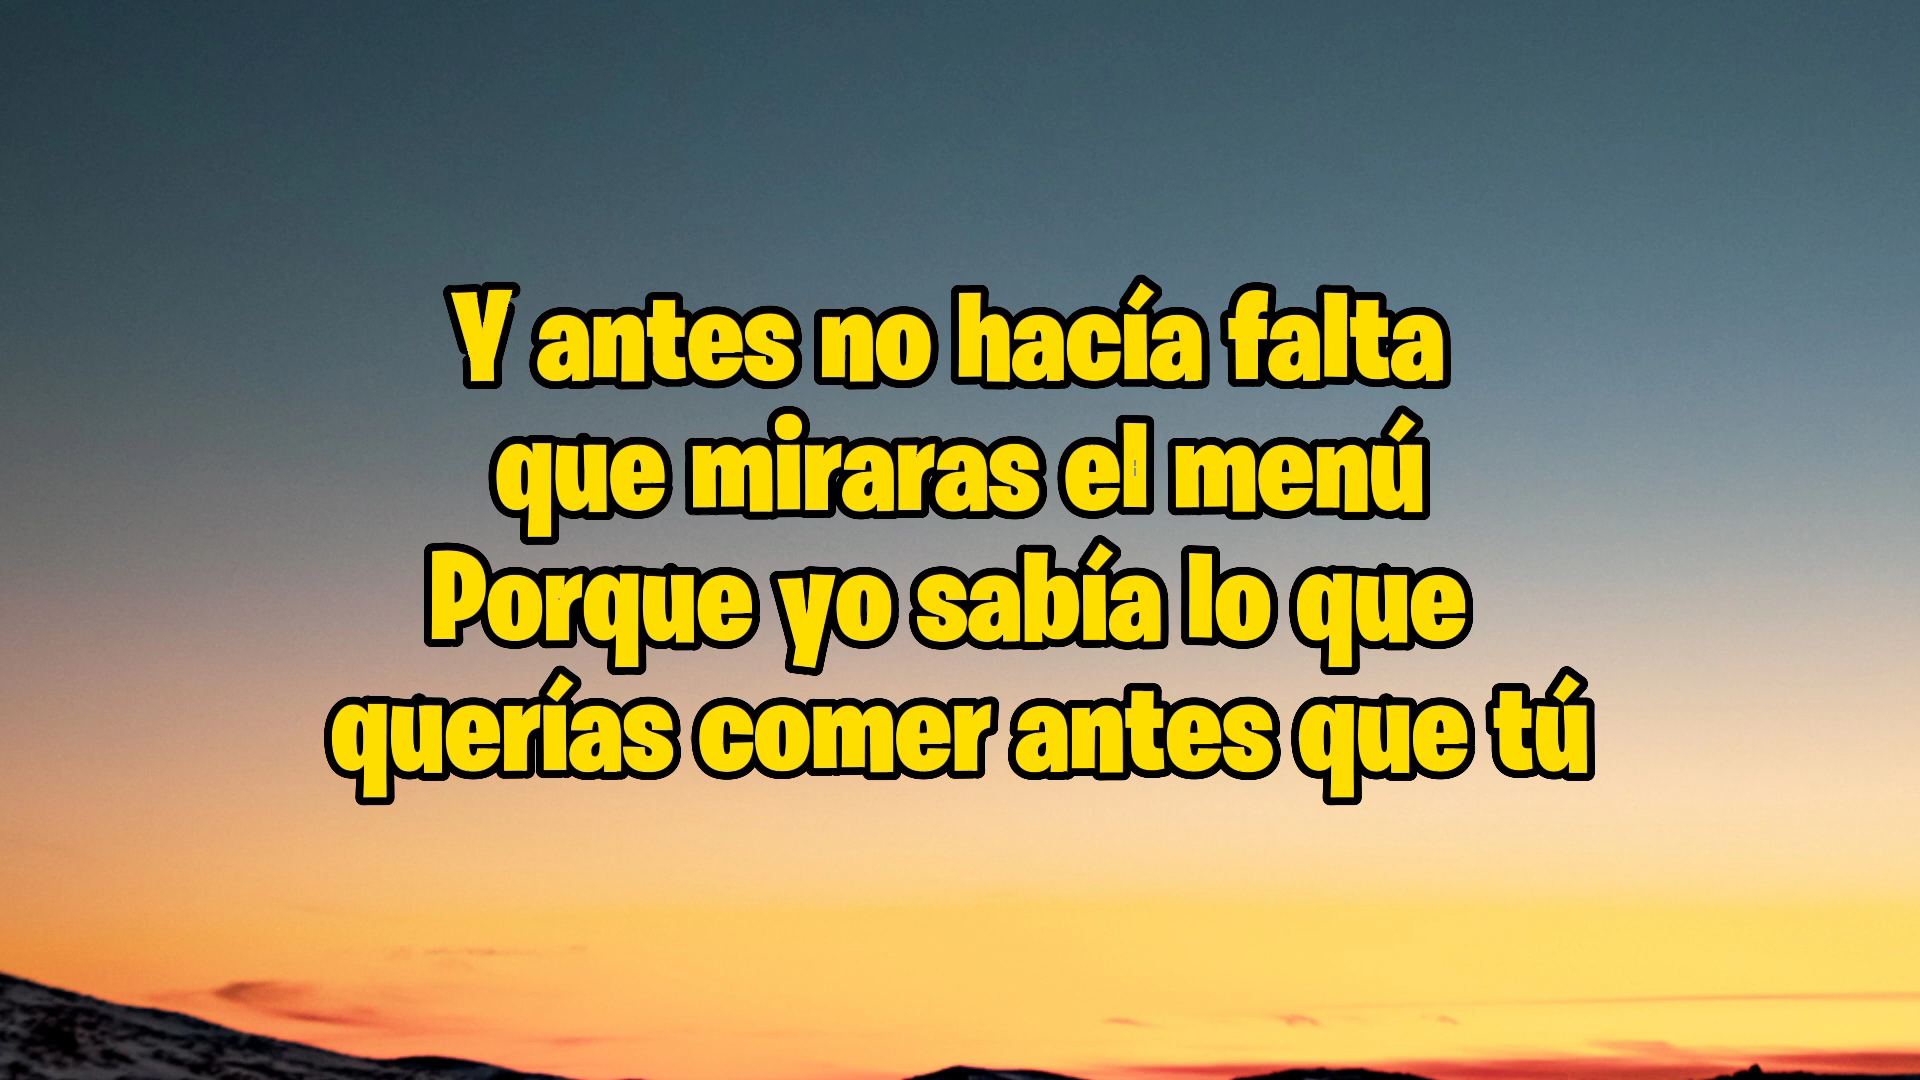 Y antes no hacía falta
que miraras el menú
Porque yo sabía lo que
querías comer antes que tú